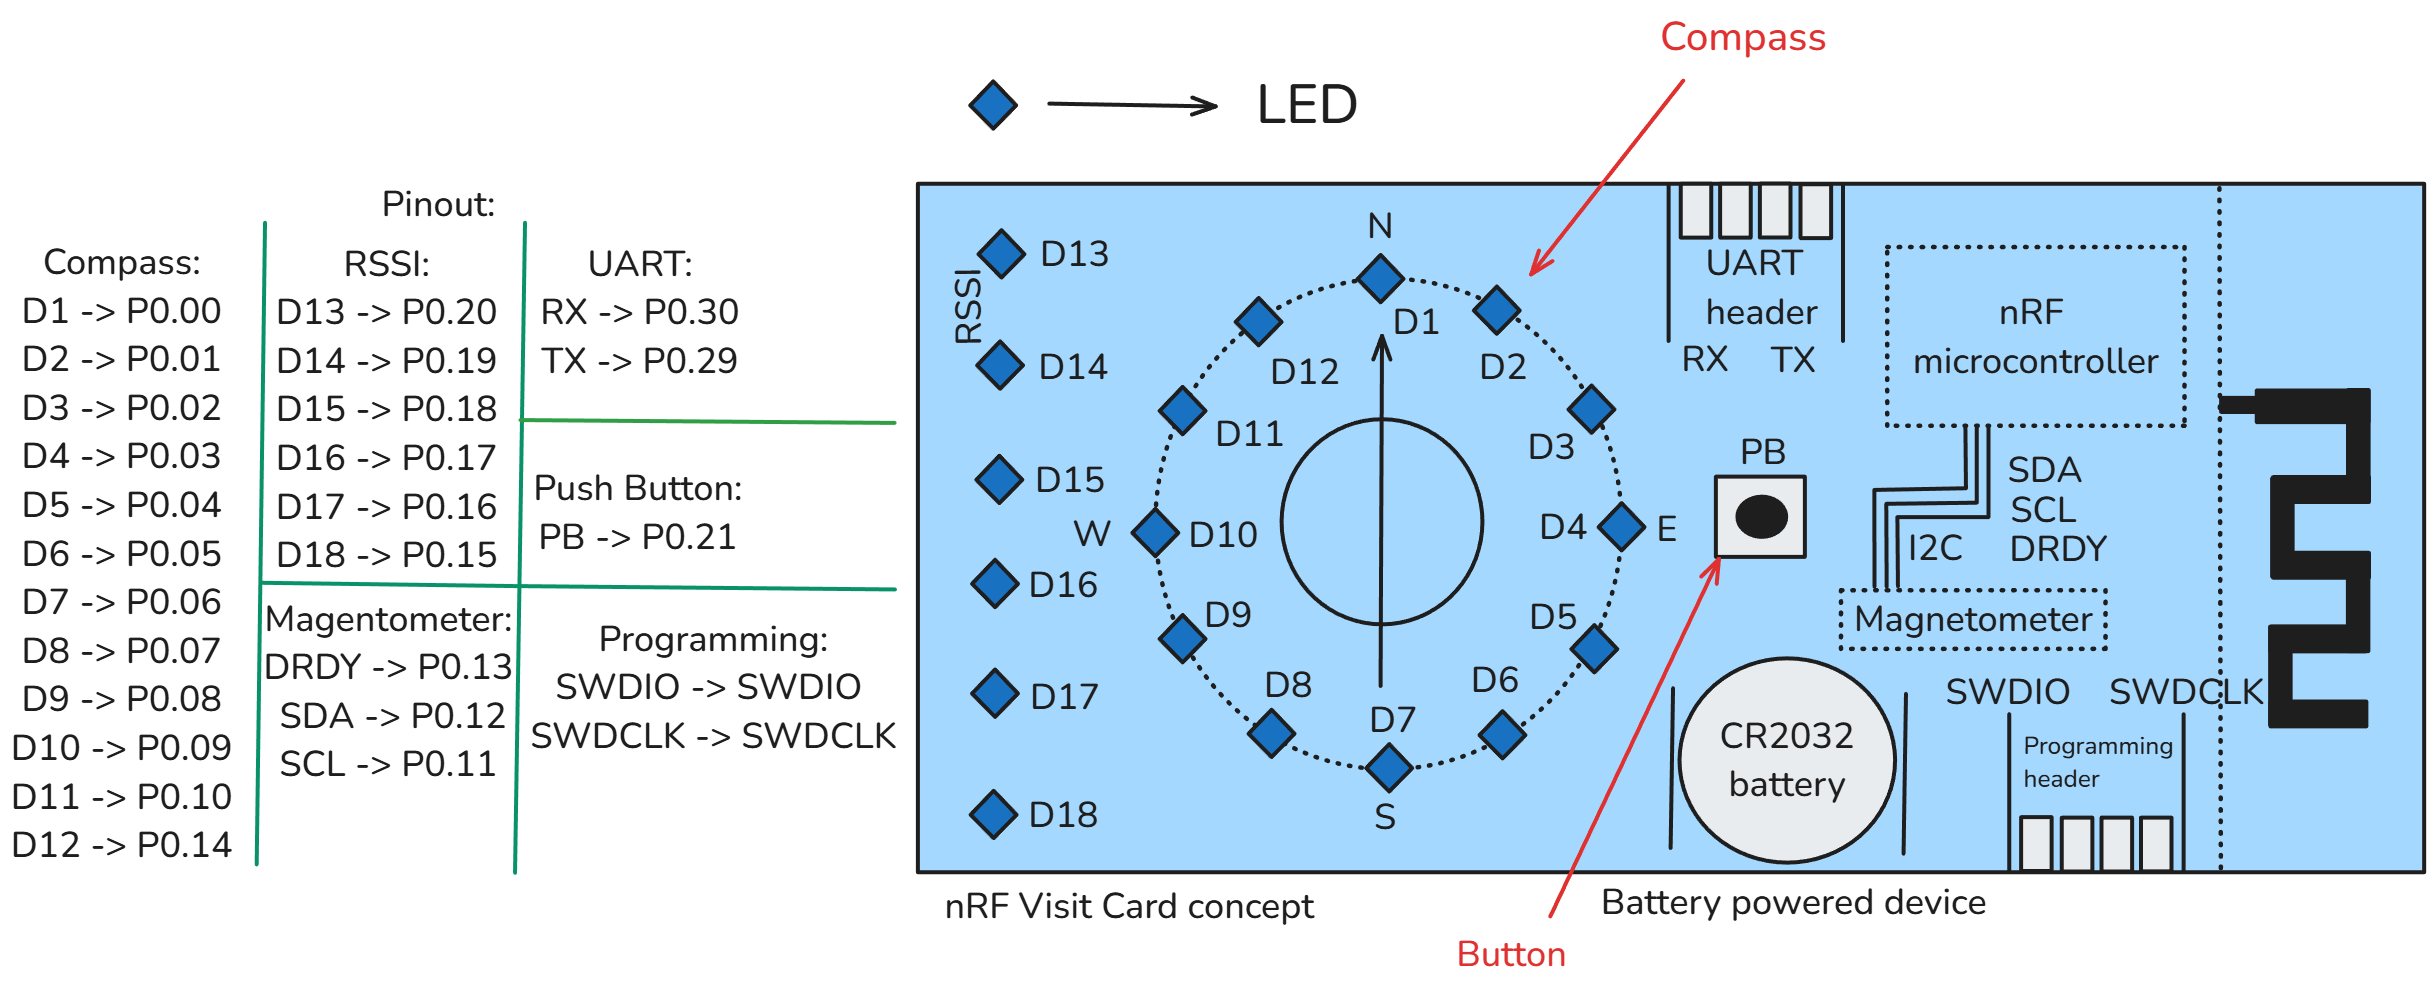 Compass
LED
Pinout:
Compass:
D1 -> P0.00
D2 -> P0.01
D3 -> P0.02
D4 -> P0.03
D5 -> P0.04
D6 -> P0.05
D7 -> P0.06
D8 -> P0.07
D9 -> P0.08
D10 -> P0.09
D11 -> P0.10
D12 -> P0.14
RSSI:
D13 -> P0.20
D14 -> P0.19
D15 -> P0.18
D16 -> P0.17
D17 -> P0.16
D18 -> P0.15
Magentometer:
DRDY -> P0.13
SDA -> P0.12
SCL -> P0.11
UART:
RX -> P0.30
TX -> P0.29
Push Button:
PB -> P0.21
Programming:
SWDIO -> SWDIO
SWDCLK -> SWDCLK
RSSI
D13
D14
D15
D16
D17
D18
N
D1
D2
D3
D4
E
D5
D6
D7
S
D8
D9
W
D10
D11
D12
UART
header
RX TX
PB
nRF
microcontroller
SDA
SCL
DRDY
I2C
Magnetometer
CR2032
battery
SWDIO SWDCLK
Programming
header
nRF Visit Card concept
Battery powered device
Button